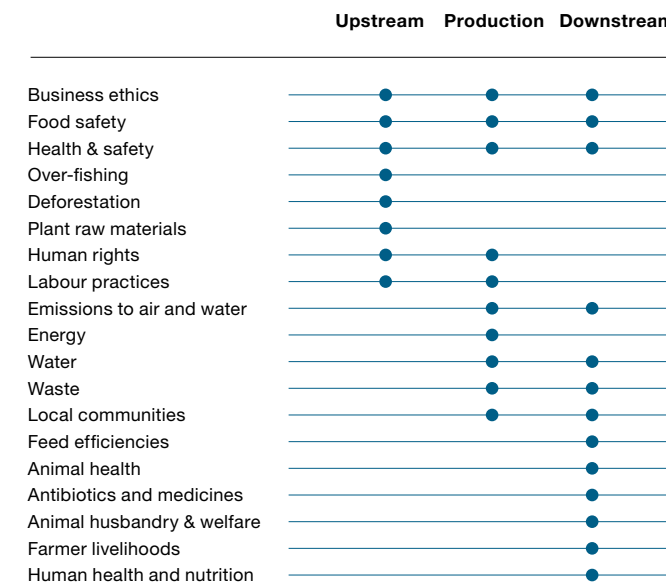 Upstream Production Downstream
Business ethics
Food safety
Health & safety
Over-fishing
Deforestation
Plant raw materials
Human rights
Labour practices
Emissions to air and water
Energy
Water
Waste
Local communities
Feed efficiencies
Animal health
Antibiotics and medicines
Animal husbandry & welfare
Farmer livelihoods
Human health and nutrition